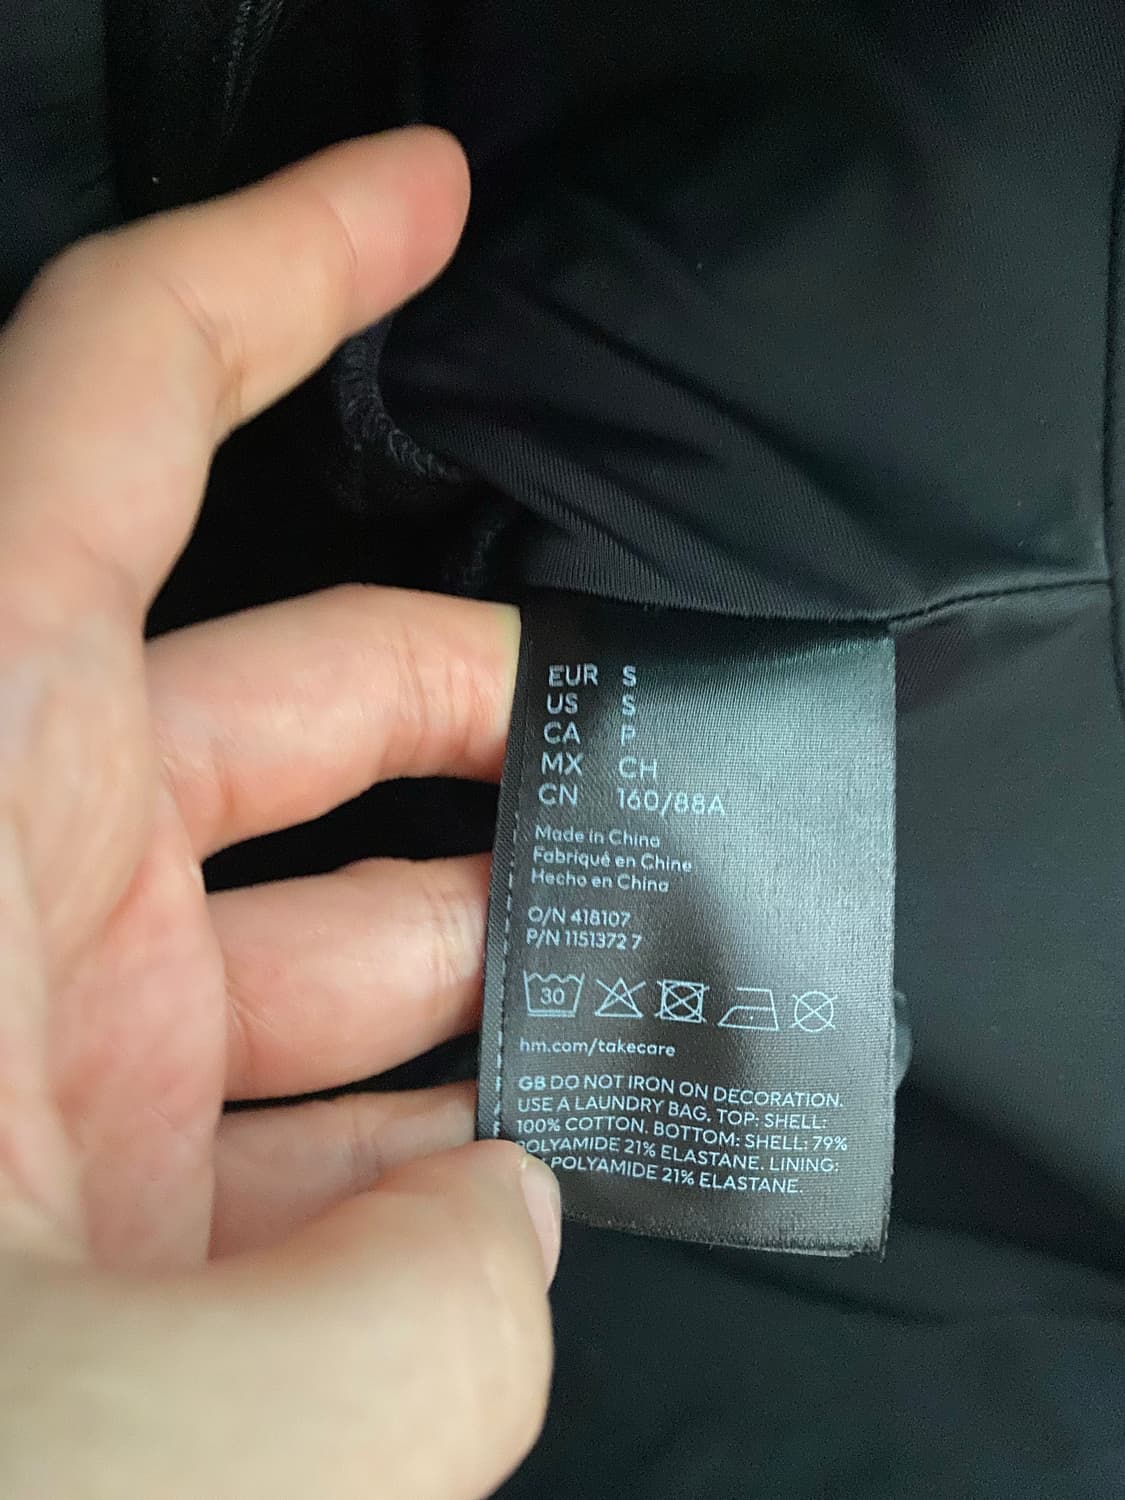 EUR S
US S
CA P
MX CH
CN 160/88A
Made in China
Fabriqué en Chine
Hecho en China
O/N 418107
P/N 1151372 7
30
hm.com/takecare
GB DO NOT IRON ON DECORATION.
USE A LAUNDRY BAG. TOP: SHELL:
100% COTTON. BOTTOM: SHELL: 79%
POLYAMIDE 21% ELASTANE. LINING:
POLYAMIDE 21% ELASTANE.